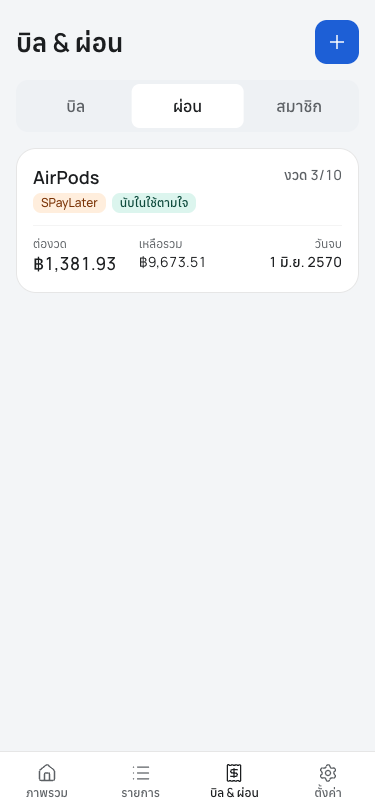 บิล & ผ่อน
บิล
ผ่อน
สมาชิก
AirPods
งวด 3/10
SPayLater
นับในใช้ตามใจ
ต่องวด
เหลือรวม
วันจบ
฿1,381.93
฿9,673.51
1 มิ.ย. 2570
ภาพรวม
รายการ
บิล & ผ่อน
ตั้งค่า